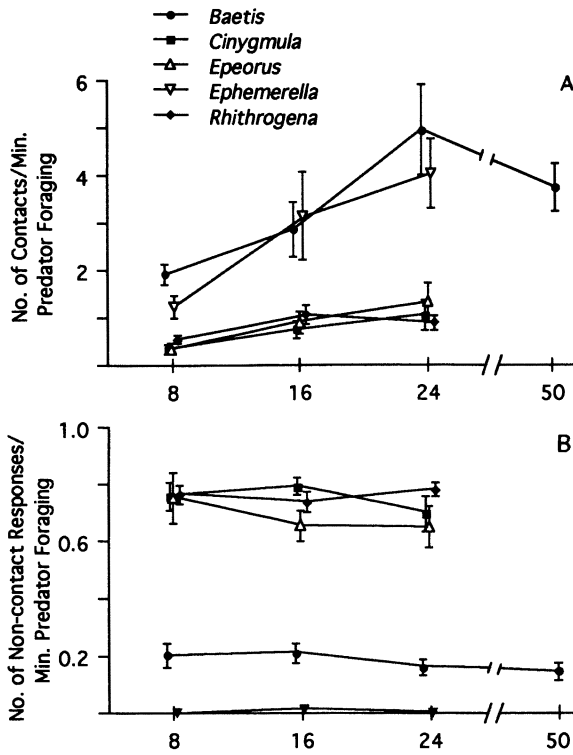 Baetis
Cinygmula
Epeorus
Ephemerella
Rhithrogena
A
No. of Contacts/Min.
Predator Foraging
6
4
2
8
16
24
50
B
No. of Non-contact Responses/
Min. Predator Foraging
1.0
0.6
0.2
8
16
24
50